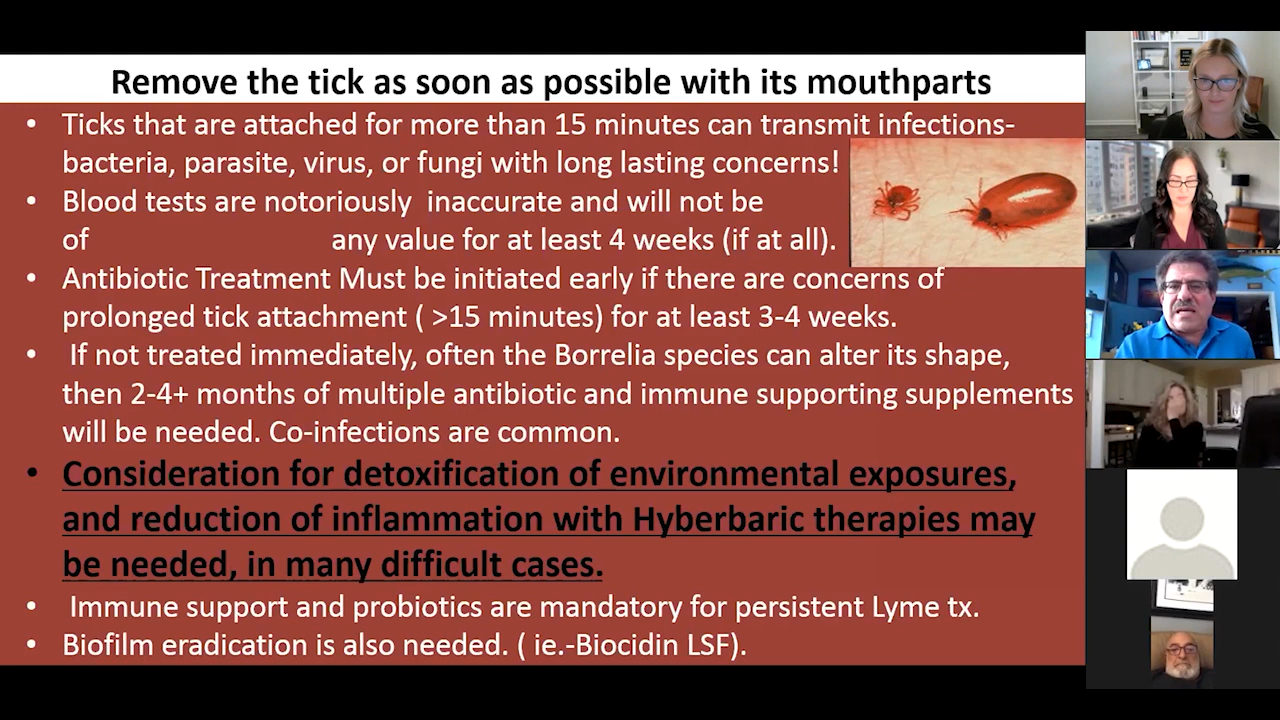 Remove the tick as soon as possible with its mouthparts
• Ticks that are attached for more than 15 minutes can transmit infections-
bacteria, parasite, virus, or fungi with long lasting concerns!
• Blood tests are notoriously inaccurate and will not be
of any value for at least 4 weeks (if at all).
• Antibiotic Treatment Must be initiated early if there are concerns of
prolonged tick attachment ( >15 minutes) for at least 3-4 weeks.
• If not treated immediately, often the Borrelia species can alter its shape,
then 2-4+ months of multiple antibiotic and immune supporting supplements
will be needed. Co-infections are common.
• Consideration for detoxification of environmental exposures,
and reduction of inflammation with Hyberbaric therapies may
be needed, in many difficult cases.
• Immune support and probiotics are mandatory for persistent Lyme tx.
• Biofilm eradication is also needed. ( ie.-Biocidin LSF).